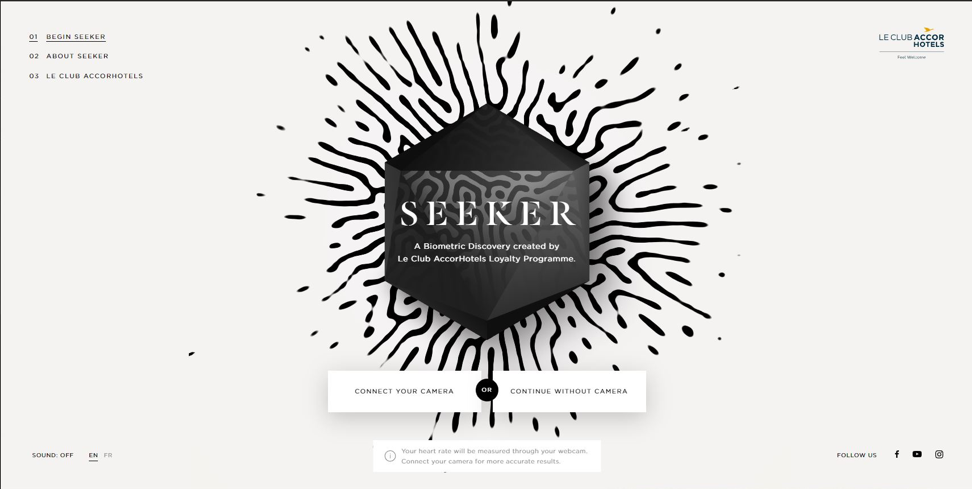 01 BEGIN SEEKER
02 ABOUT SEEKER
03 LE CLUB ACCORHOTELS
LE CLUB ACCOR
HOTELS
Feel Welcome
SEEKER
A Biometric Discovery created by
Le Club AccorHotels Loyalty Programme.
CONNECT YOUR CAMERA OR CONTINUE WITHOUT CAMERA
i Your heart rate will be measured through your webcam.
Connect your camera for more accurate results.
SOUND: OFF EN FR
FOLLOW US